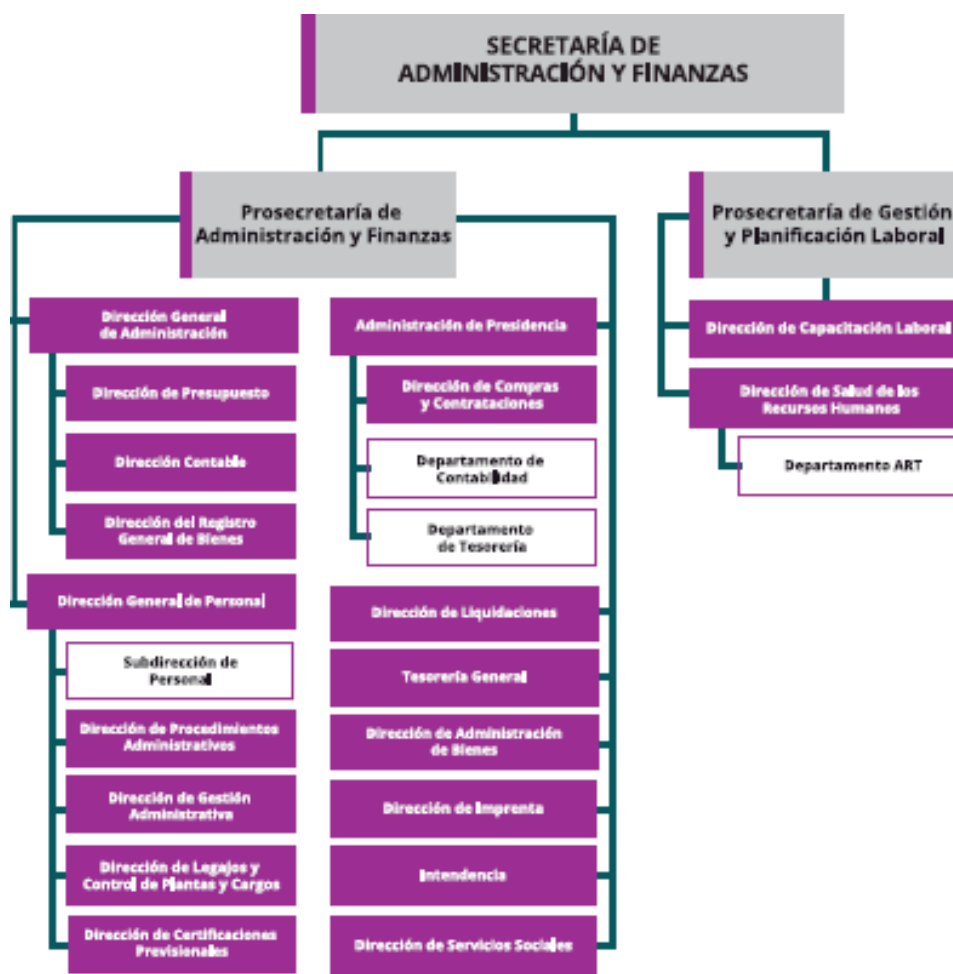 SECRETARÍA DE
ADMINISTRACIÓN Y FINANZAS
Prosecretaría de
Administración y Finanzas
Prosecretaría de Gestión
y Planificación Laboral
Dirección General
de Administración
Dirección de Presupuesto
Dirección Contable
Dirección del Registro
General de Bienes
Dirección General de Personal
Subdirección de
Personal
Dirección de Procedimientos
Administrativos
Dirección de Gestión
Administrativa
Dirección de Legajos y
Control de Plantas y Cargos
Dirección de Certificaciones
Previsionales
Administración de Presidencia
Dirección de Compras
y Contrataciones
Departamento de
Contabilidad
Departamento
de Tesorería
Dirección de Liquidaciones
Tesorería General
Dirección de Administración
de Bienes
Dirección de Imprenta
Intendencia
Dirección de Servicios Sociales
Dirección de Capacitación Laboral
Dirección de Salud de los
Recursos Humanos
Departamento ART